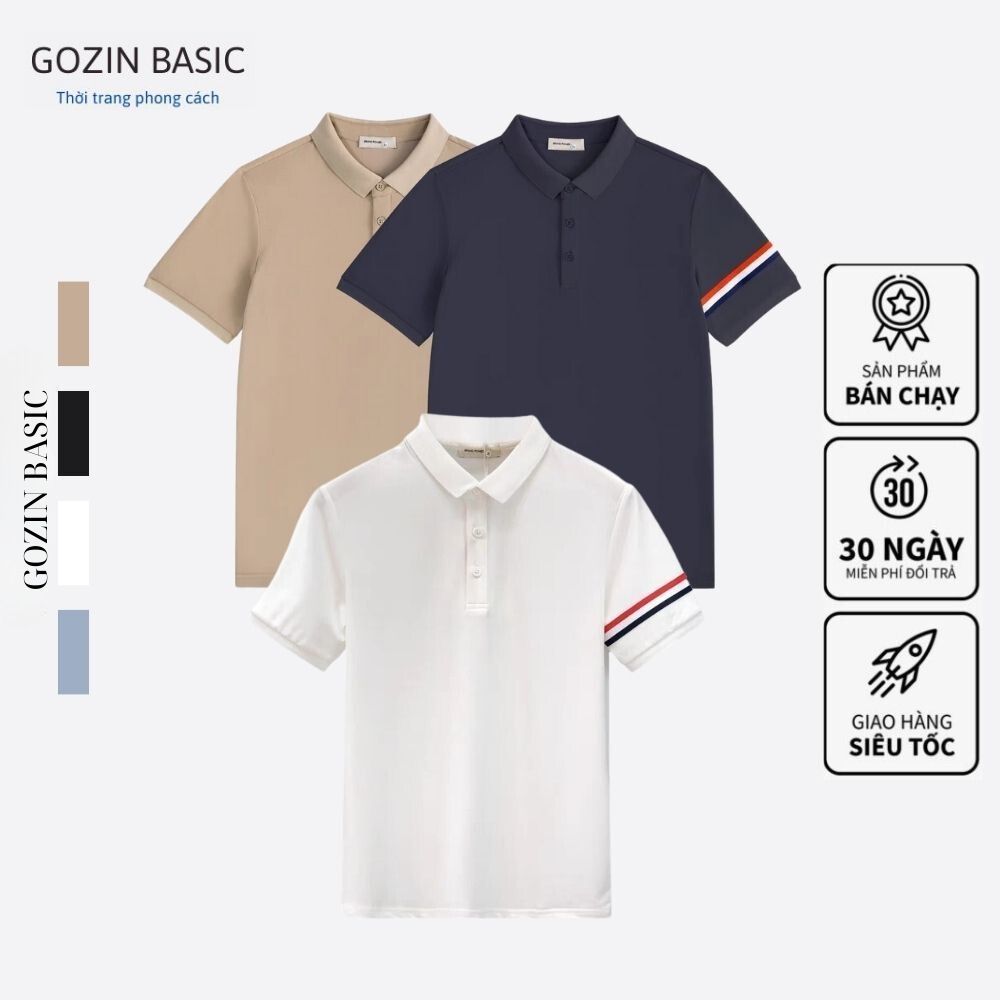 GOZIN BASIC
Thời trang phong cách
GOZIN BASIC
SẢN PHẨM
BÁN CHẠY
30
30 NGÀY
MIỄN PHÍ ĐỔI TRẢ
GIAO HÀNG
SIÊU TỐC